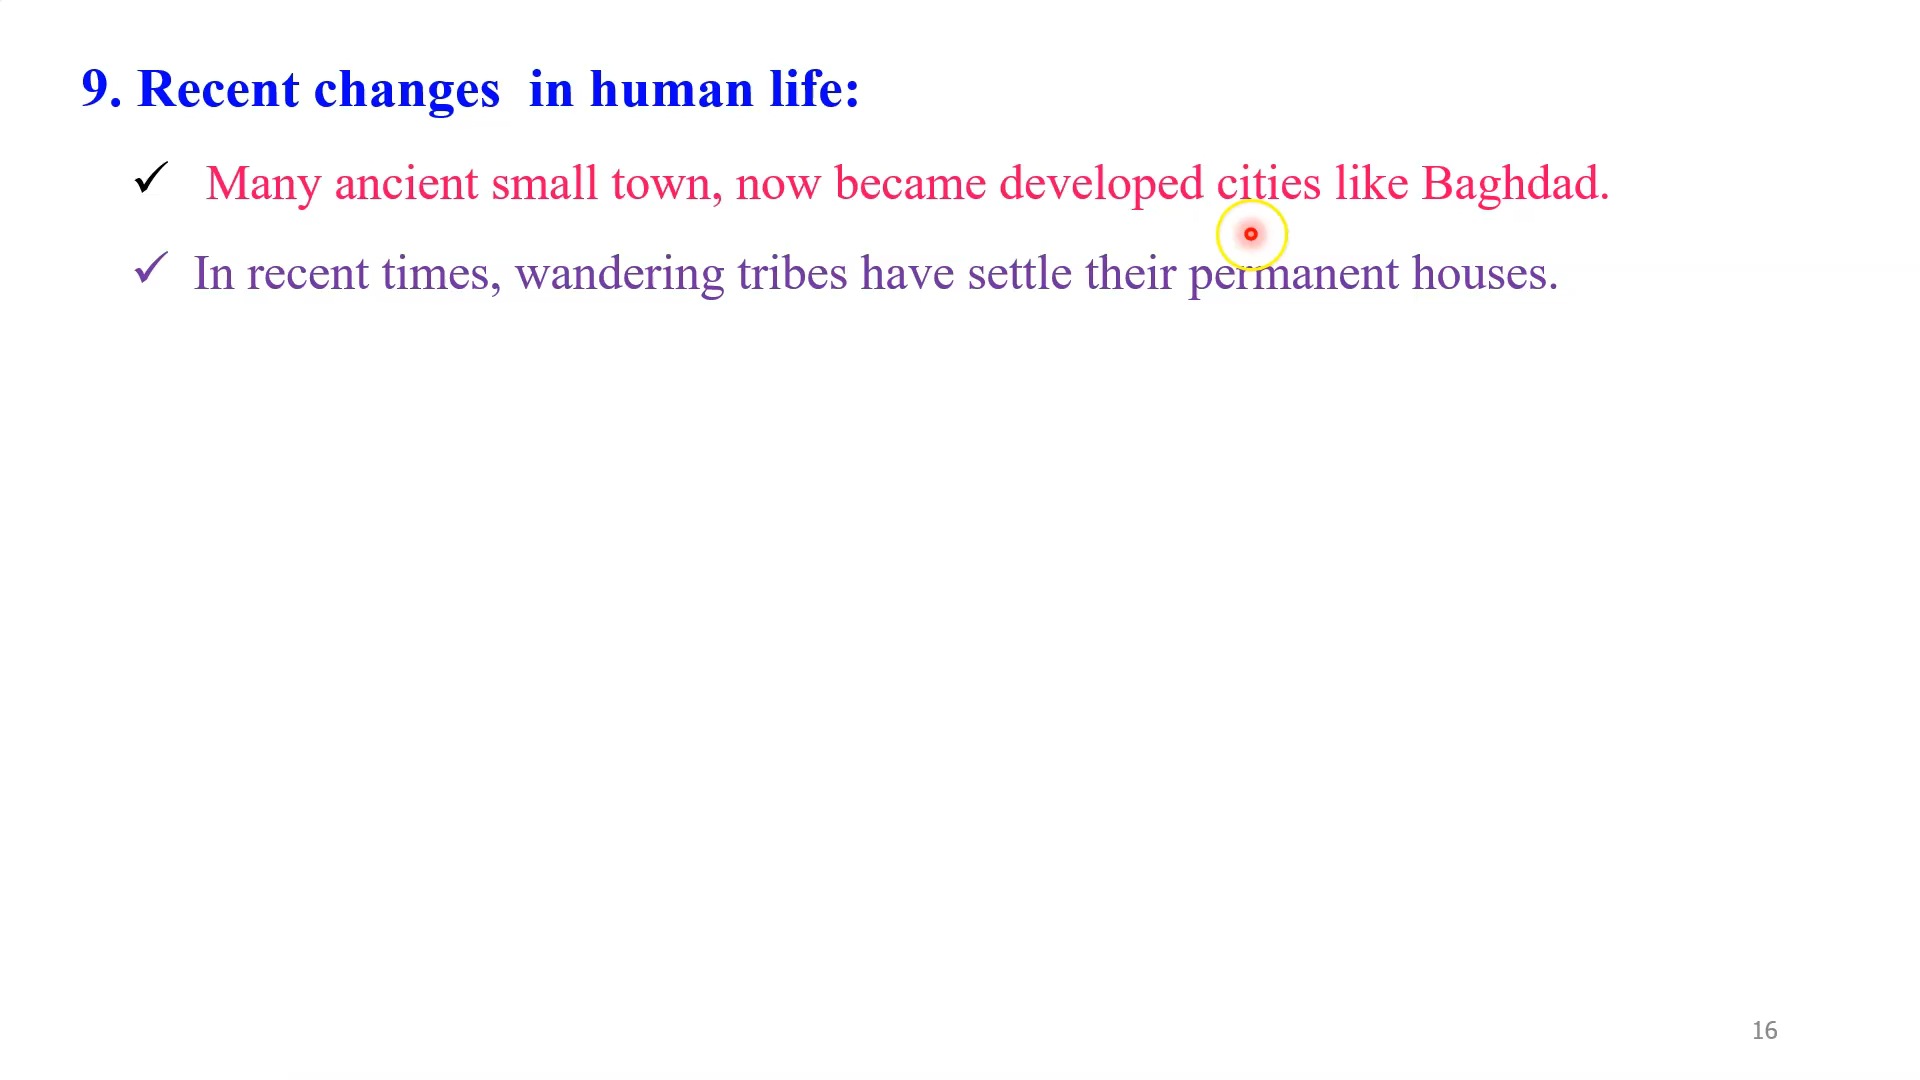 9. Recent changes  in human life:
✓ Many ancient small town, now became developed cities like Baghdad.
✓ In recent times, wandering tribes have settle their permanent houses.
16